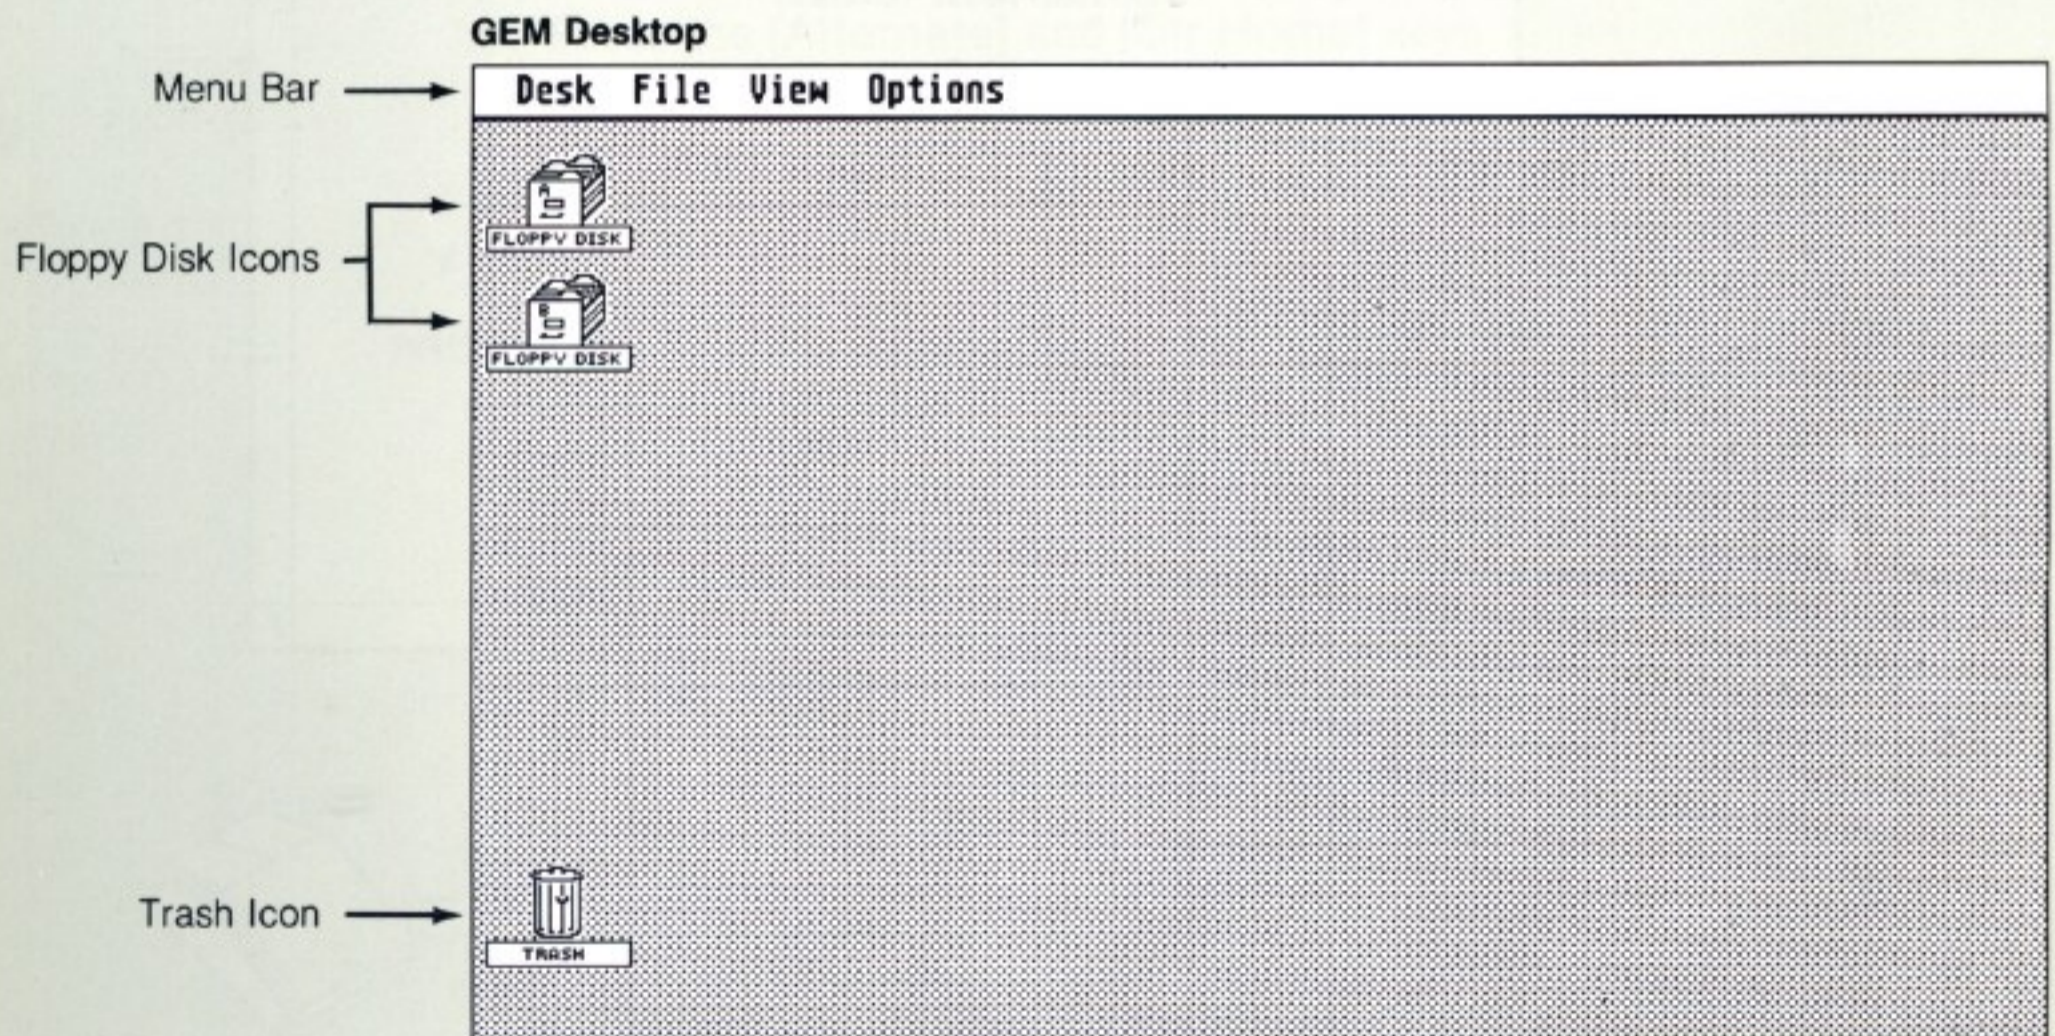 GEM Desktop
Menu Bar
Desk File View Options
A
FLOPPY DISK
Floppy Disk Icons
B
FLOPPY DISK
Trash Icon
TRASH